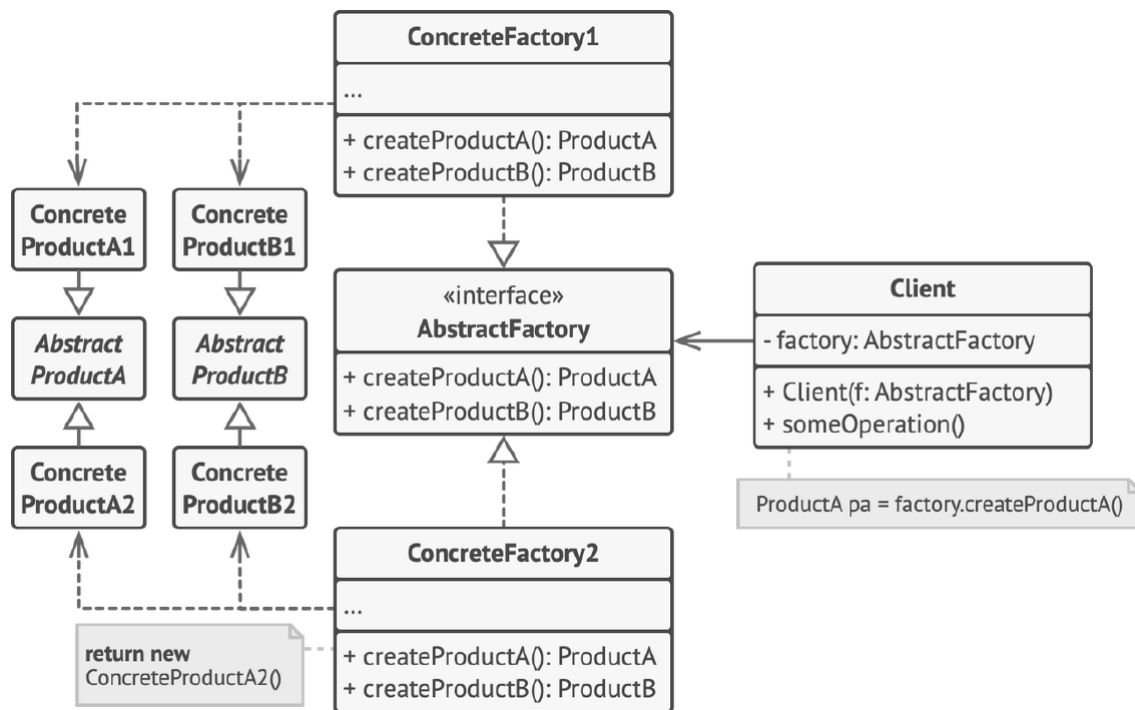 ConcreteFactory1
...
+ createProductA(): ProductA
+ createProductB(): ProductB
Concrete
ProductA1
Concrete
ProductB1
Abstract
ProductA
Abstract
ProductB
Concrete
ProductA2
Concrete
ProductB2
«interface»
AbstractFactory
+ createProductA(): ProductA
+ createProductB(): ProductB
Client
- factory: AbstractFactory
+ Client(f: AbstractFactory)
+ someOperation()
ProductA pa = factory.createProductA()
ConcreteFactory2
...
+ createProductA(): ProductA
+ createProductB(): ProductB
return new
ConcreteProductA2()